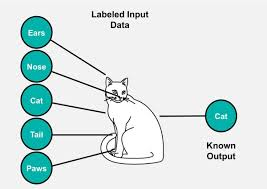 Labeled Input
Data
Ears
Nose
Cat
Tail
Paws
Cat
Known
Output